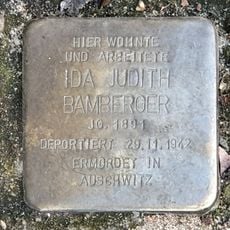 HIER WOHNTE
UND ARBEITETE
IDA JUDITH
BAMBERGER
JG. 1891
DEPORTIERT 29.11.1942
ERMORDET IN
AUSCHWITZ